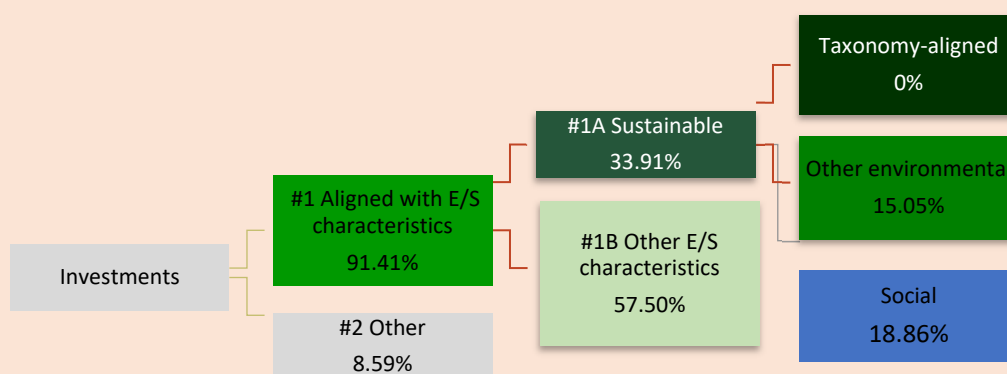 Investments
#1 Aligned with E/S
characteristics
91.41%
#2 Other
8.59%
#1A Sustainable
33.91%
#1B Other E/S
characteristics
57.50%
Taxonomy-aligned
0%
Other environmenta
15.05%
Social
18.86%